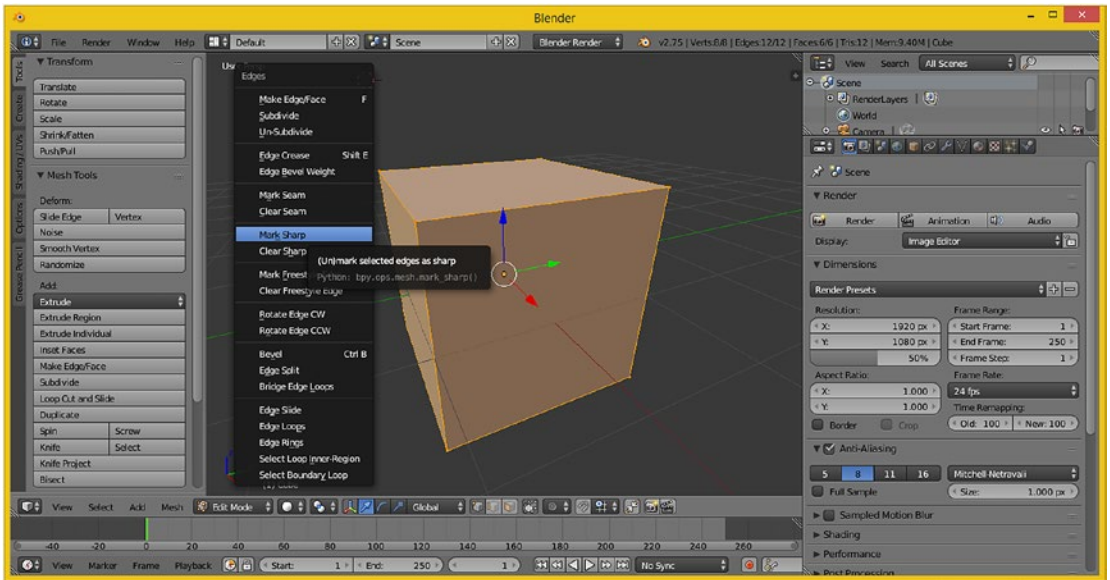 Blender
File Render Window Help Default Scene Blender Render v2.75 | Verts:8/8 | Edges:12/12 | Faces:6/6 | Tris:12 | Mem:9.40M | Cube
Tools
Create
Shading / UVs
Options
Grease Pencil
Transform
Translate
Rotate
Scale
Shrink/Fatten
Push/Pull
Mesh Tools
Deform:
Slide Edge Vertex
Noise
Smooth Vertex
Randomize
Add:
Extrude
Extrude Region
Extrude Individual
Inset Faces
Make Edge/Face
Subdivide
Loop Cut and Slide
Duplicate
Spin Screw
Knife Select
Knife Project
Bisect
Edges
Make Edge/Face F
Subdivide
Un-Subdivide
Edge Crease Shift E
Edge Bevel Weight
Mark Seam
Clear Seam
Mark Sharp
Clear Sharp
(Un)mark selected edges as sharp
Python: bpy.ops.mesh.mark_sharp()
Mark Freest
Clear Freestyle Edge
Rotate Edge CW
Rotate Edge CCW
Bevel Ctrl B
Edge Split
Bridge Edge Loops
Edge Slide
Edge Loops
Edge Rings
Select Loop Inner-Region
Select Boundary Loop
View Search All Scenes
Scene
RenderLayers
World
Camera
Scene
Render
Render Animation Audio
Display: Image Editor
Dimensions
Render Presets
Resolution: Frame Range:
X: 1920 px Start Frame: 1
Y: 1080 px End Frame: 250
50% Frame Step: 1
Aspect Ratio: Frame Rate:
X: 1.000 24 fps
Y: 1.000 Time Remapping:
Border Crop Old: 100 New: 100
Anti-Aliasing
5 8 11 16 Mitchell-Netravali
Full Sample Size: 1.000 px
Sampled Motion Blur
Shading
Performance
Post Processing
View Select Add Mesh Edit Mode Global
-40 -20 0 20 40 60 80 100 120 140 160 180 200 220 240 260
View Marker Frame Playback Start: 1 End: 250 1 No Sync